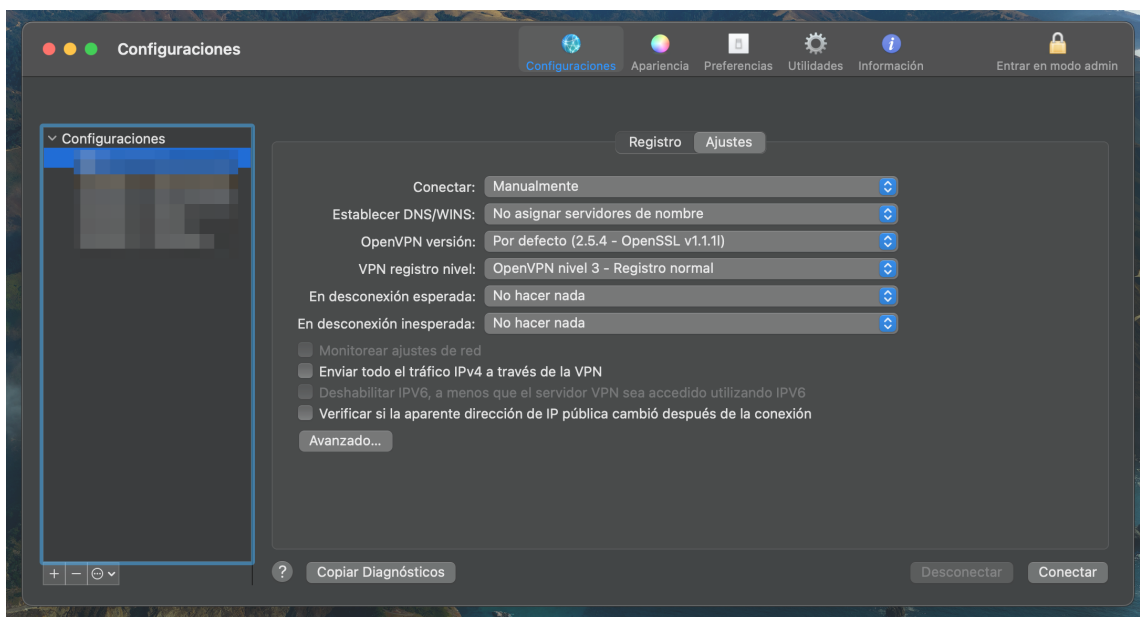 Configuraciones
Configuraciones Apariencia Preferencias Utilidades Información Entrar en modo admin
Configuraciones
Registro Ajustes
Conectar: Manualmente
Establecer DNS/WINS: No asignar servidores de nombre
OpenVPN versión: Por defecto (2.5.4 - OpenSSL v1.1.1l)
VPN registro nivel: OpenVPN nivel 3 - Registro normal
En desconexión esperada: No hacer nada
En desconexión inesperada: No hacer nada
Monitorear ajustes de red
Enviar todo el tráfico IPv4 a través de la VPN
Deshabilitar IPV6, a menos que el servidor VPN sea accedido utilizando IPV6
Verificar si la aparente dirección de IP pública cambió después de la conexión
Avanzado...
? Copiar Diagnósticos Desconectar Conectar